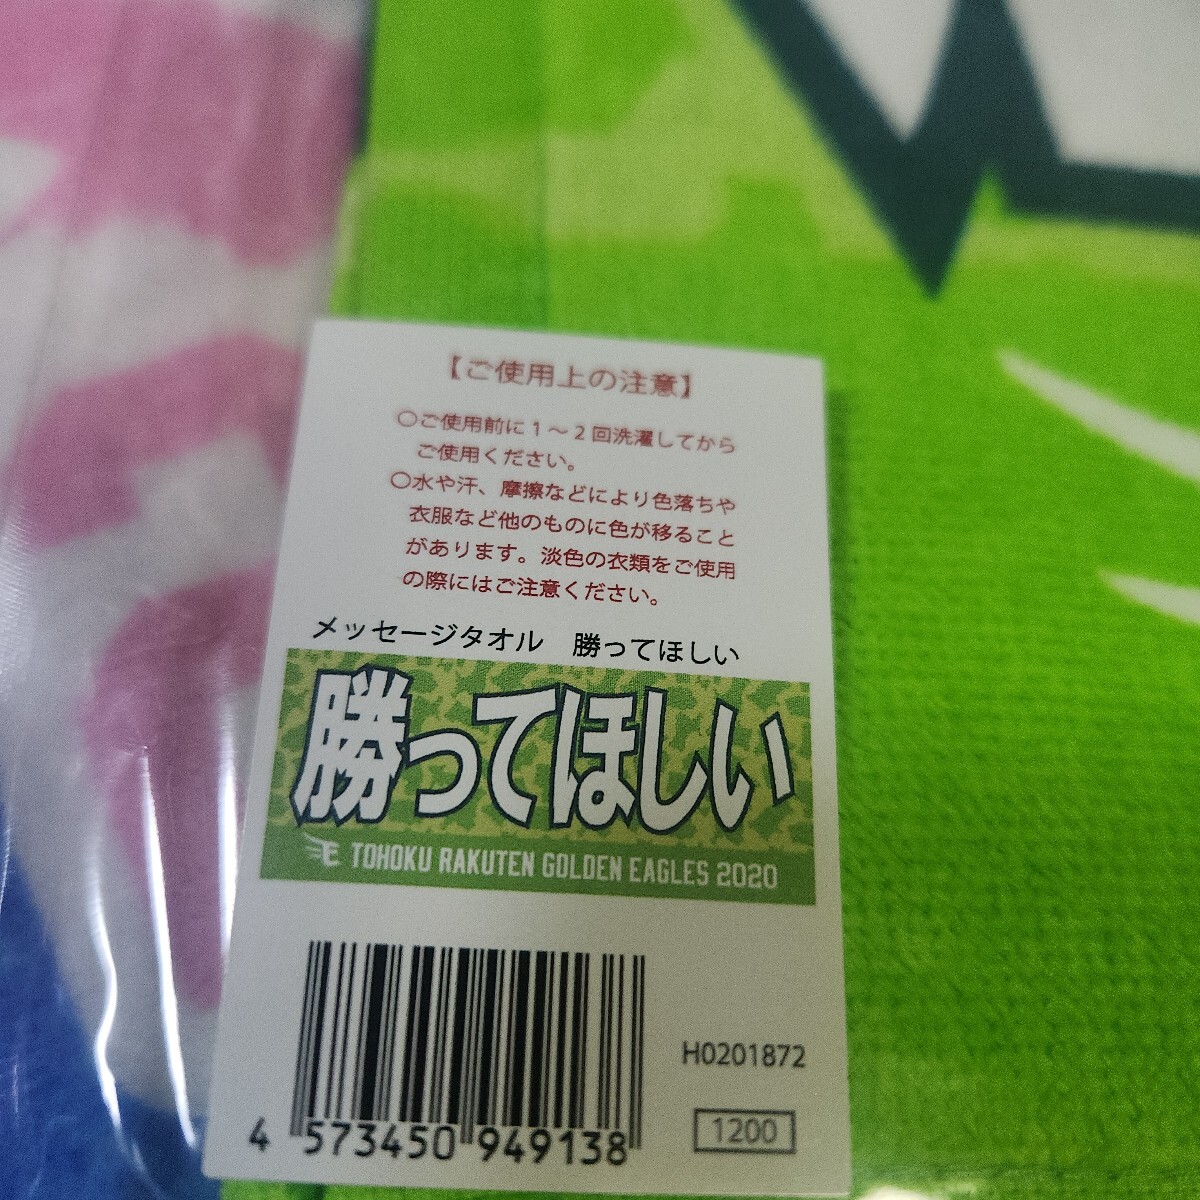 【ご使用上の注意】
○ご使用前に1～2回洗濯してから
ご使用ください。
○水や汗、摩擦などにより色落ちや
衣服など他のものに色が移ること
があります。淡色の衣類をご使用
の際にはご注意ください。
メッセージタオル　勝ってほしい
勝ってほしい
E TOHOKU RAKUTEN GOLDEN EAGLES 2020
H0201872
1200
4 573450 949138